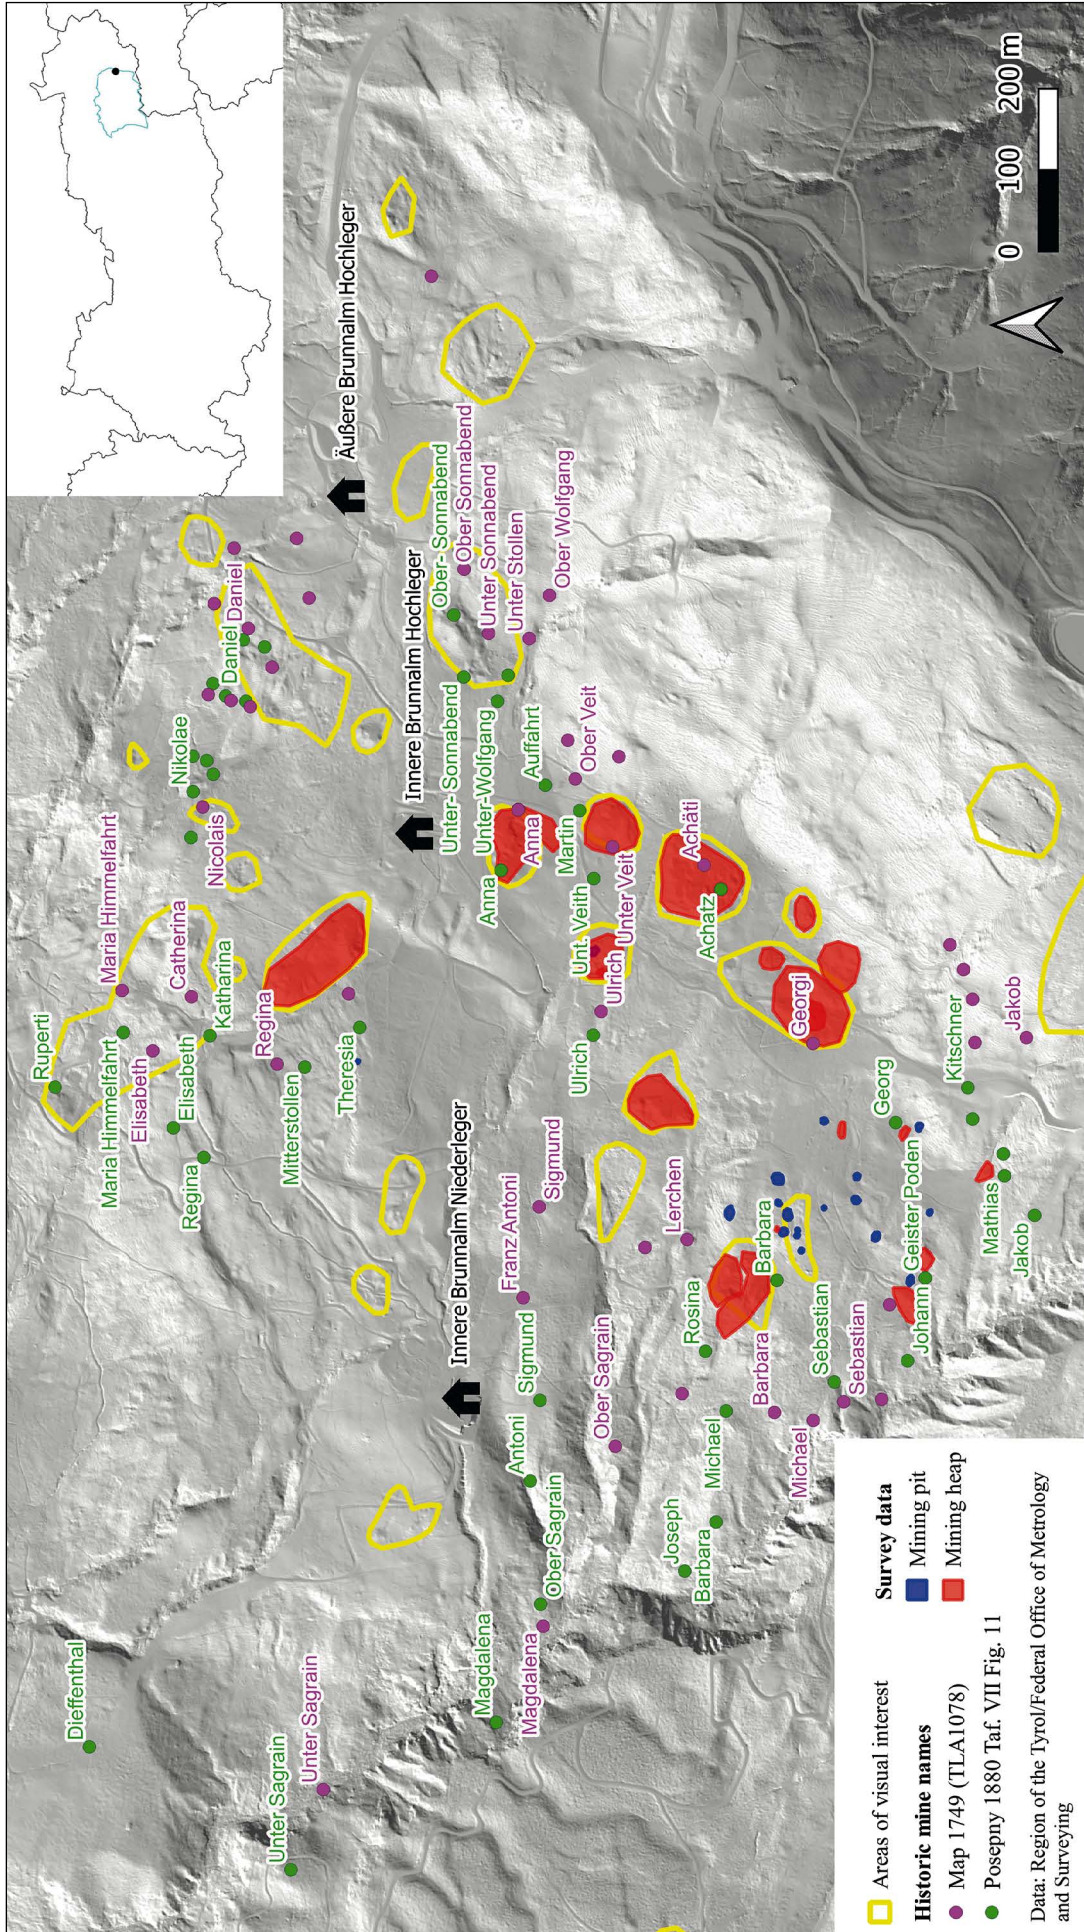 Ruperti
Dieffenthal
Maria Himmelfahrt
Maria Himmelfahrt
Elisabeth
Catherina
Nikolae
Elisabeth
Regina
Nicolais
Katharina
Daniel
Daniel
Regina
Unter Sagrain
Mitterstollen
Unter Sagrain
Theresia
Äußere Brunnalm Hochleger
Innere Brunnalm Hochleger
Ober- Sonnabend
Unter- Sonnabend
Innere Brunnalm Niederleger
Ober Sonnabend
Magdalena
Unter-Wolfgang
Anna
Unter Sonnabend
Franz Antoni
Unter Stollen
Antoni
Sigmund
Magdalena
Auffahrt
Anna
Sigmund
Ober Sagrain
Ober Wolfgang
Martin
Ulrich
Unt. Veith
Ober Veit
Ober Sagrain
Ulrich
Unter Veit
Joseph
Lerchen
Achäti
Rosina
Barbara
Achatz
Michael
Barbara
Barbara
Michael
Georgi
Sebastian
Sebastian
Georg
Geister Poden
Johann
Kitschner
Mathias
Jakob
Jakob
0 100 200 m
Areas of visual interest
Historic mine names
Map 1749 (TLA1078)
Posepny 1880 Taf. VII Fig. 11
Survey data
Mining pit
Mining heap
Data: Region of the Tyrol/Federal Office of Metrology
and Surveying